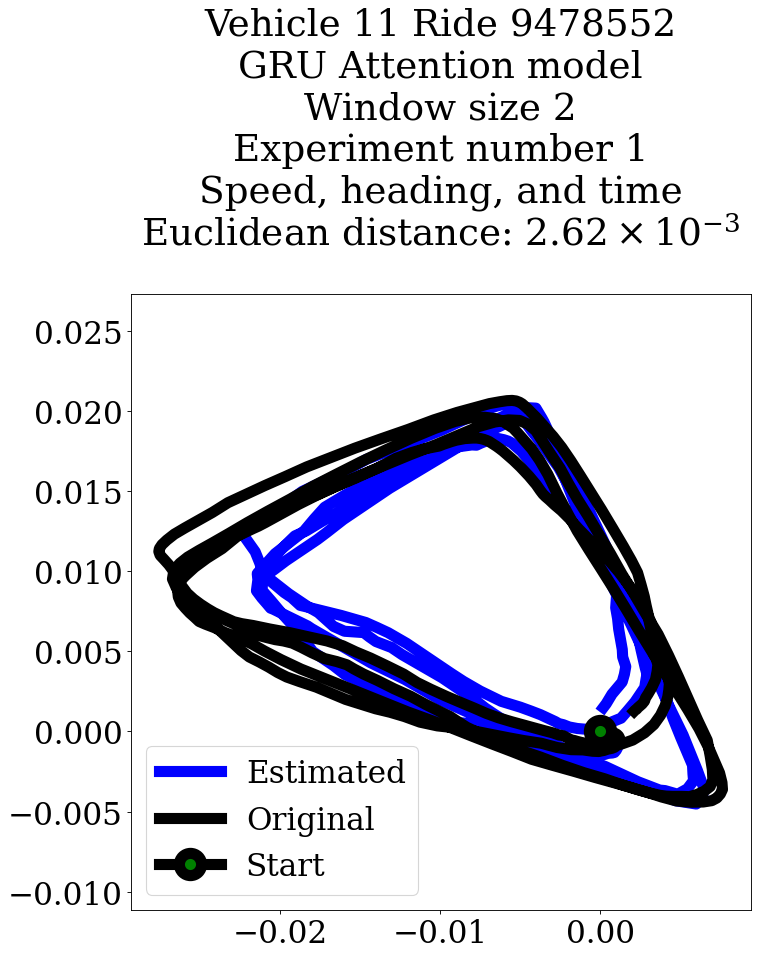 Vehicle 11 Ride 9478552
GRU Attention model
Window size 2
Experiment number 1
Speed, heading, and time
Euclidean distance: 2.62 × 10⁻³
0.025
0.020
0.015
0.010
0.005
0.000
−0.005
−0.010
Estimated
Original
Start
−0.02 −0.01 0.00